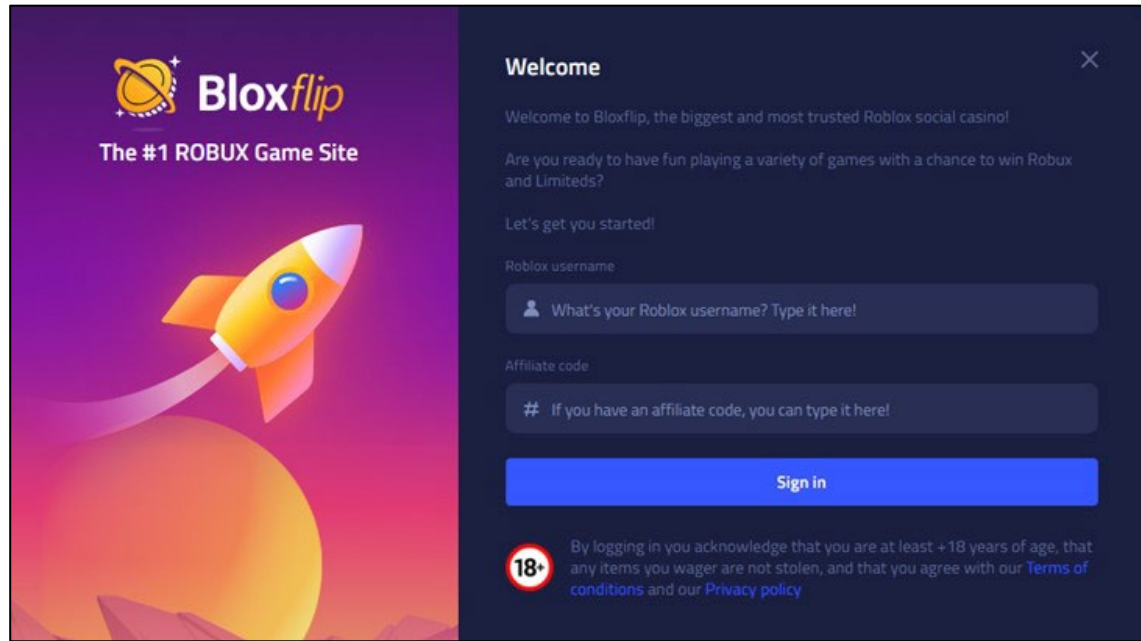 Bloxflip
The #1 ROBUX Game Site
Welcome
Welcome to Bloxflip, the biggest and most trusted Roblox social casino!
Are you ready to have fun playing a variety of games with a chance to win Robux
and Limiteds?
Let's get you started!
Roblox username
What's your Roblox username? Type it here!
Affiliate code
# If you have an affiliate code, you can type it here!
Sign in
18+
By logging in you acknowledge that you are at least +18 years of age, that
any items you wager are not stolen, and that you agree with our Terms of
conditions and our Privacy policy